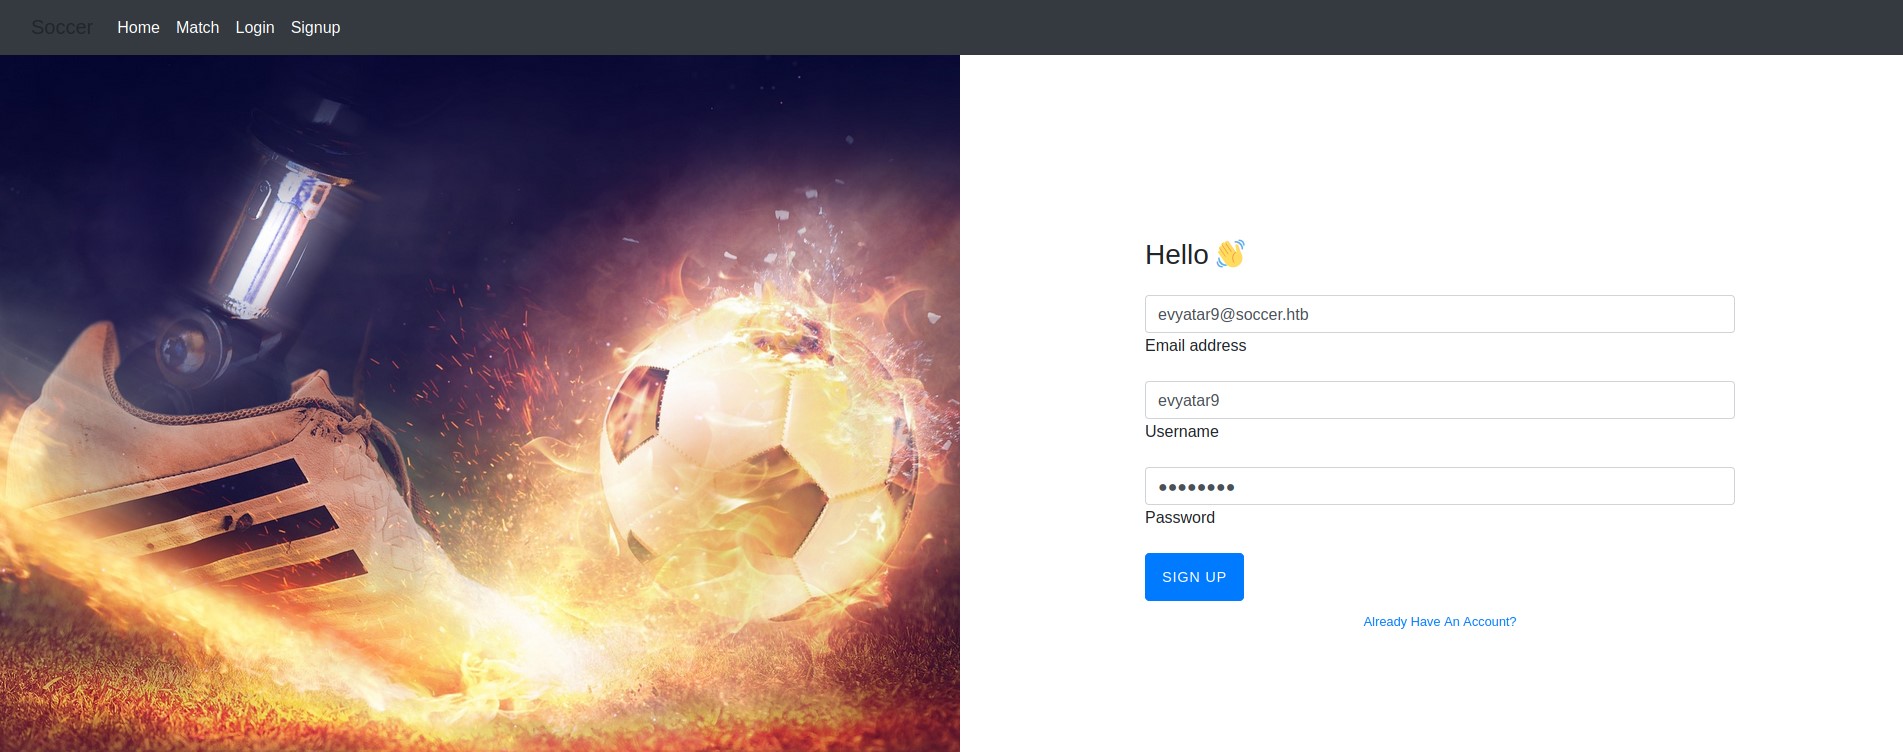 Soccer Home Match Login Signup
Hello 👋
evyatar9@soccer.htb
Email address
evyatar9
Username
●●●●●●●●
Password
SIGN UP
Already Have An Account?